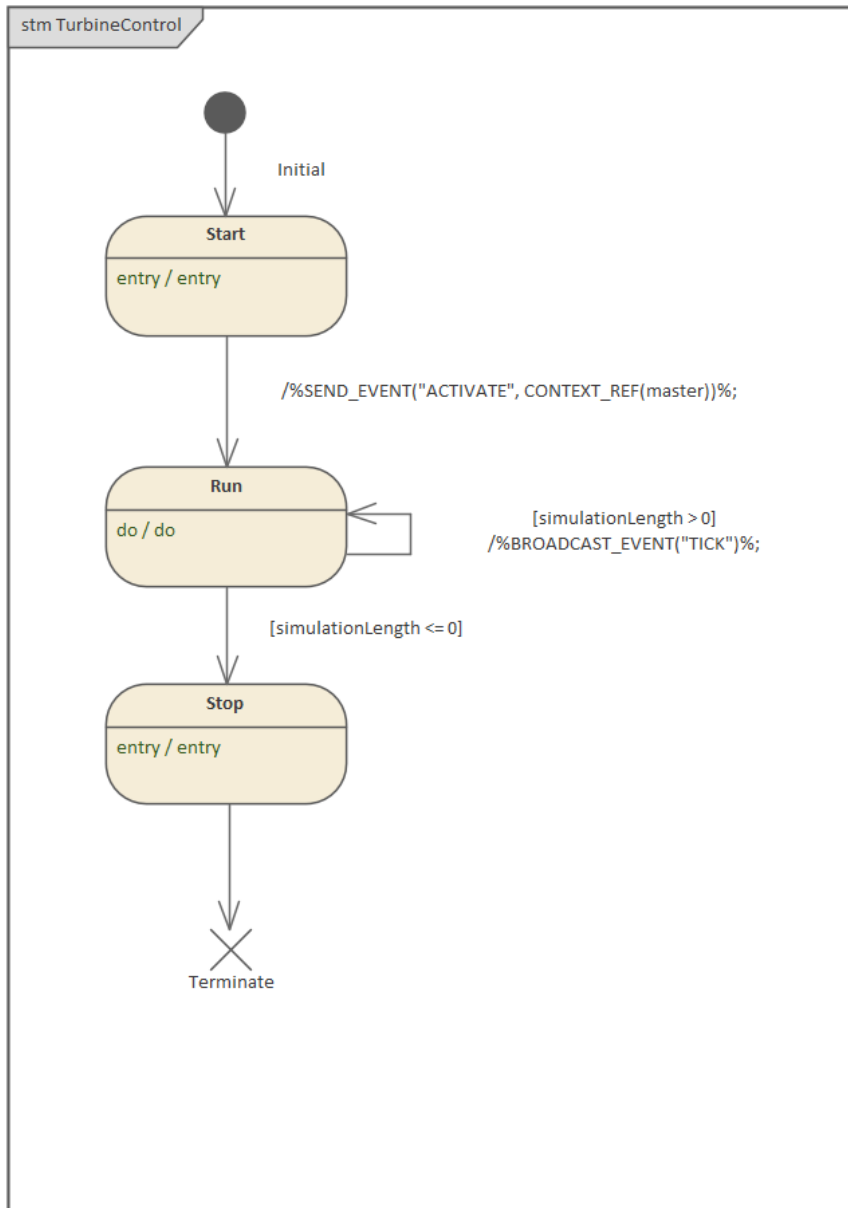 stm TurbineControl
Initial
Start
entry / entry
/%SEND_EVENT("ACTIVATE", CONTEXT_REF(master))%;
Run
do / do
[simulationLength > 0]
/%BROADCAST_EVENT("TICK")%;
[simulationLength <= 0]
Stop
entry / entry
Terminate